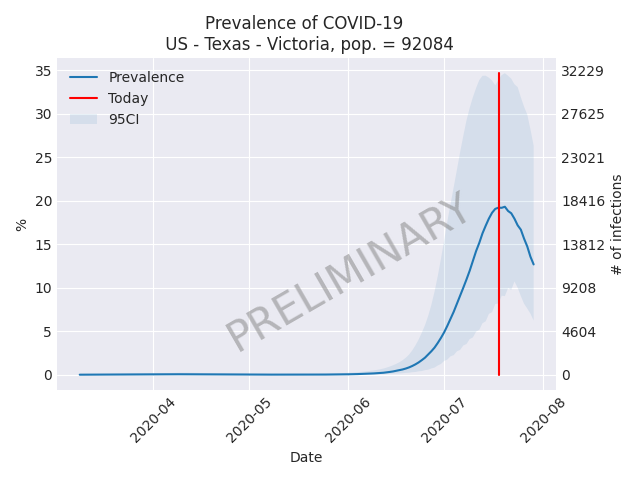 Prevalence of COVID-19
US - Texas - Victoria, pop. = 92084
Prevalence
Today
95CI
35
30
25
20
15
10
5
0
%
32229
27625
23021
18416
13812
9208
4604
0
# of infections
PRELIMINARY
2020-04
2020-05
2020-06
2020-07
2020-08
Date